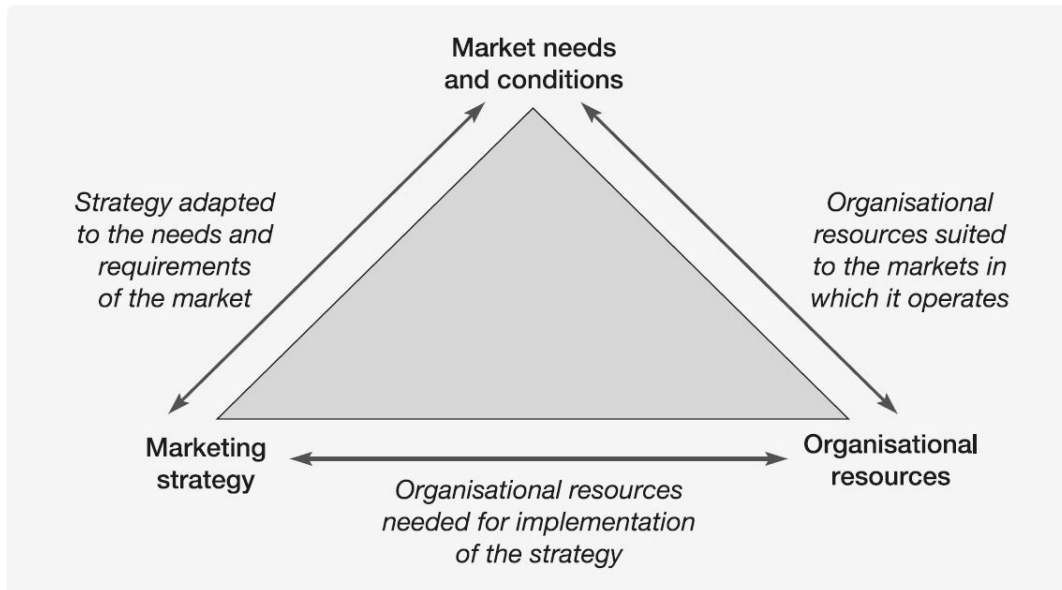 Market needs
and conditions
Strategy adapted
to the needs and
requirements
of the market
Organisational
resources suited
to the markets in
which it operates
Marketing
strategy
Organisational resources
needed for implementation
of the strategy
Organisational
resources